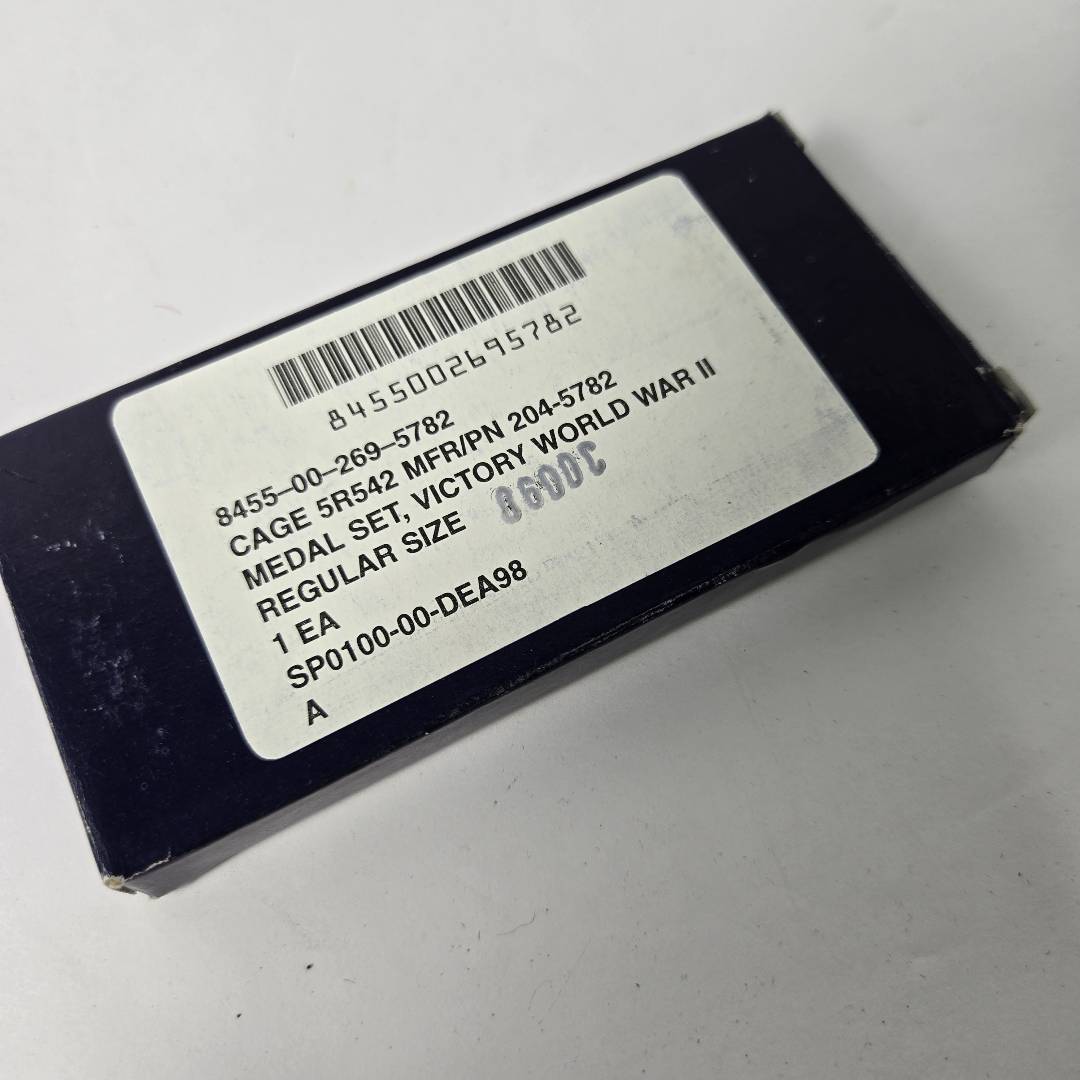 8455002695782
8455–00–269–5782
CAGE 5R542 MFR/PN 204-5782
MEDAL SET, VICTORY WORLD WAR II
REGULAR SIZE
1 EA
SP0100-00-DEA98
A